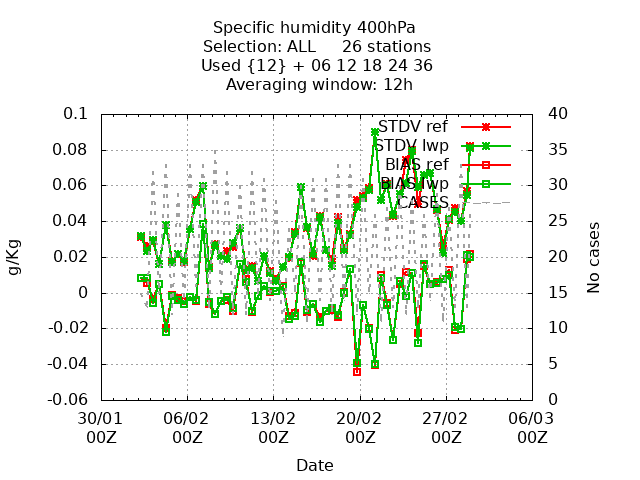 Specific humidity 400hPa
Selection: ALL 26 stations
Used {12} + 06 12 18 24 36
Averaging window: 12h
0.1
0.08
0.06
0.04
0.02
0
-0.02
-0.04
-0.06
g/Kg
40
35
30
25
20
15
10
5
0
No cases
STDV ref
STDV lwp
BIAS ref
BIAS lwp
CASES
30/01 06/02 13/02 20/02 27/02 06/03
00Z 00Z 00Z 00Z 00Z 00Z
Date